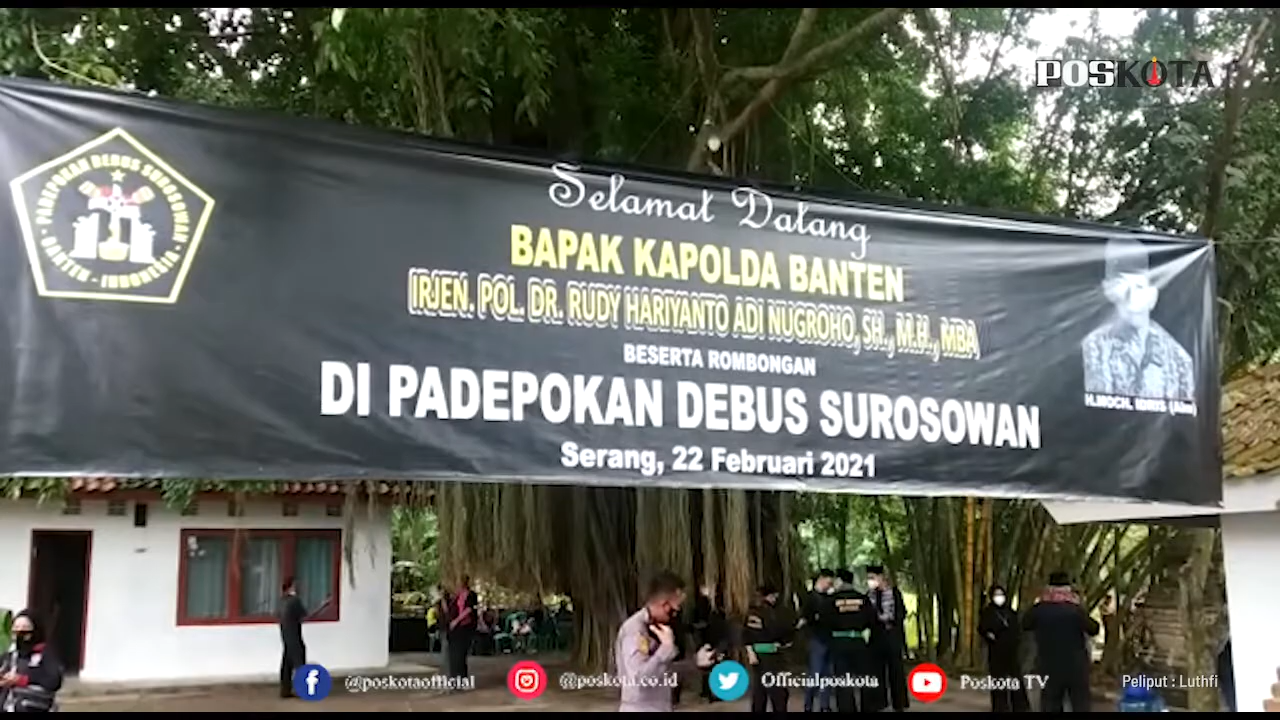 POSKOTA
PADEPOKAN DEBUS SUROSOWAN
BANTEN - INDONESIA
Selamat Datang
BAPAK KAPOLDA BANTEN
IRJEN. POL. DR. RUDY HARIYANTO ADI NUGROHO, SH., M.H., MBA
BESERTA ROMBONGAN
DI PADEPOKAN DEBUS SUROSOWAN
Serang, 22 Februari 2021
H.MOCH. IDRIS (Alm)
@poskotaofficial
@poskota.co.id
Officialposkota
Poskota TV
Peliput : Luthfi